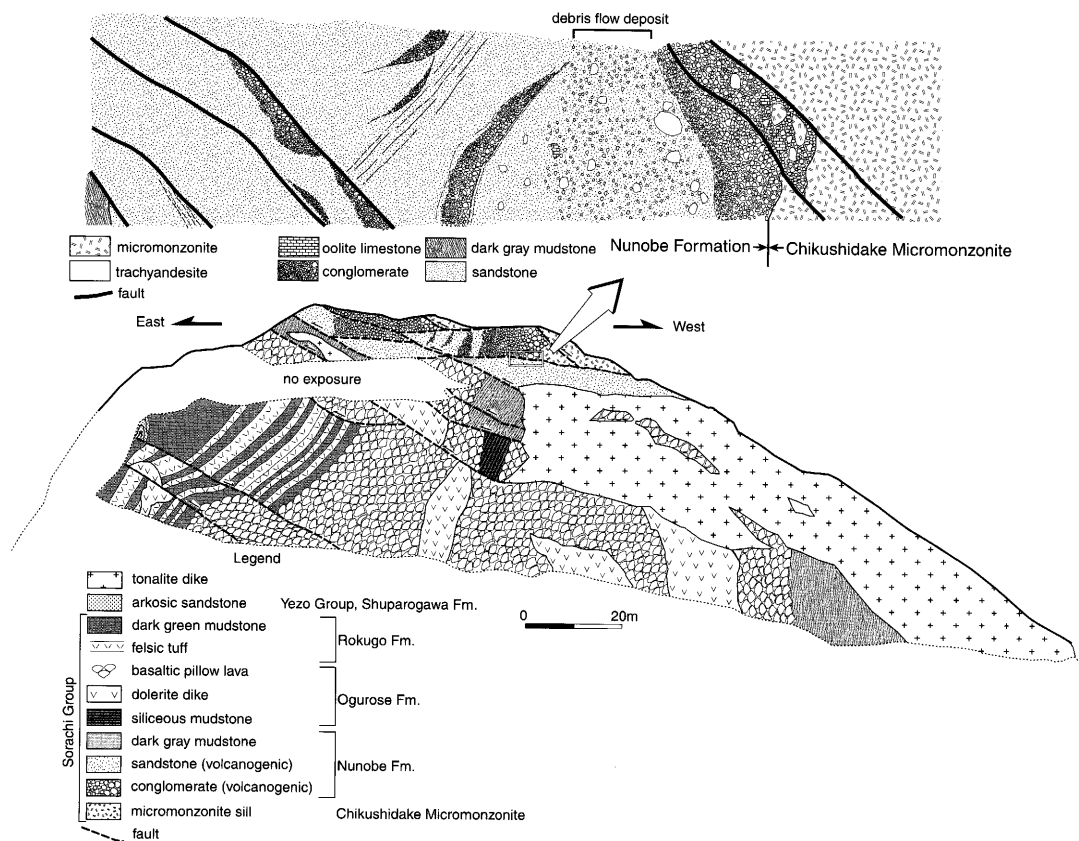 debris flow deposit
micromonzonite
oolite limestone
dark gray mudstone
Nunobe Formation
Chikushidake Micromonzonite
trachyandesite
conglomerate
sandstone
fault
East
West
no exposure
Legend
tonalite dike
arkosic sandstone
Yezo Group, Shuparogawa Fm.
0 20m
dark green mudstone
felsic tuff
Rokugo Fm.
basaltic pillow lava
dolerite dike
Ogurose Fm.
siliceous mudstone
dark gray mudstone
sandstone (volcanogenic)
Nunobe Fm.
conglomerate (volcanogenic)
micromonzonite sill
Chikushidake Micromonzonite
fault
Sorachi Group